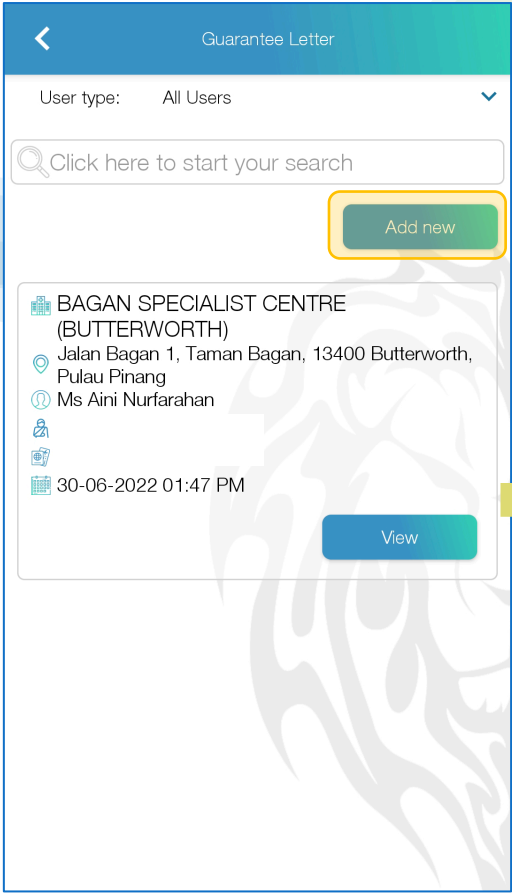 Guarantee Letter
User type: All Users
Click here to start your search
Add new
BAGAN SPECIALIST CENTRE
(BUTTERWORTH)
Jalan Bagan 1, Taman Bagan, 13400 Butterworth,
Pulau Pinang
Ms Aini Nurfarahan
30-06-2022 01:47 PM
View